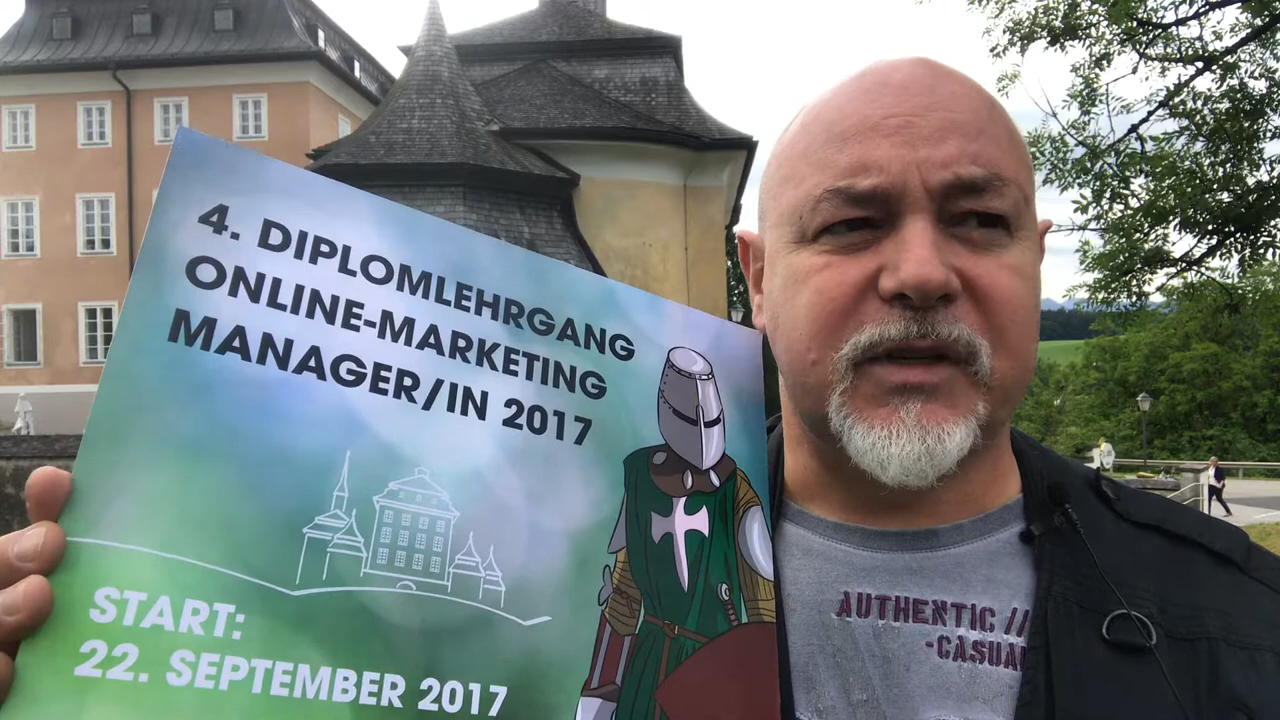 4. DIPLOMLEHRGANG
ONLINE-MARKETING
MANAGER/IN 2017
START:
22. SEPTEMBER 2017
AUTHENTIC //
-CASUAL